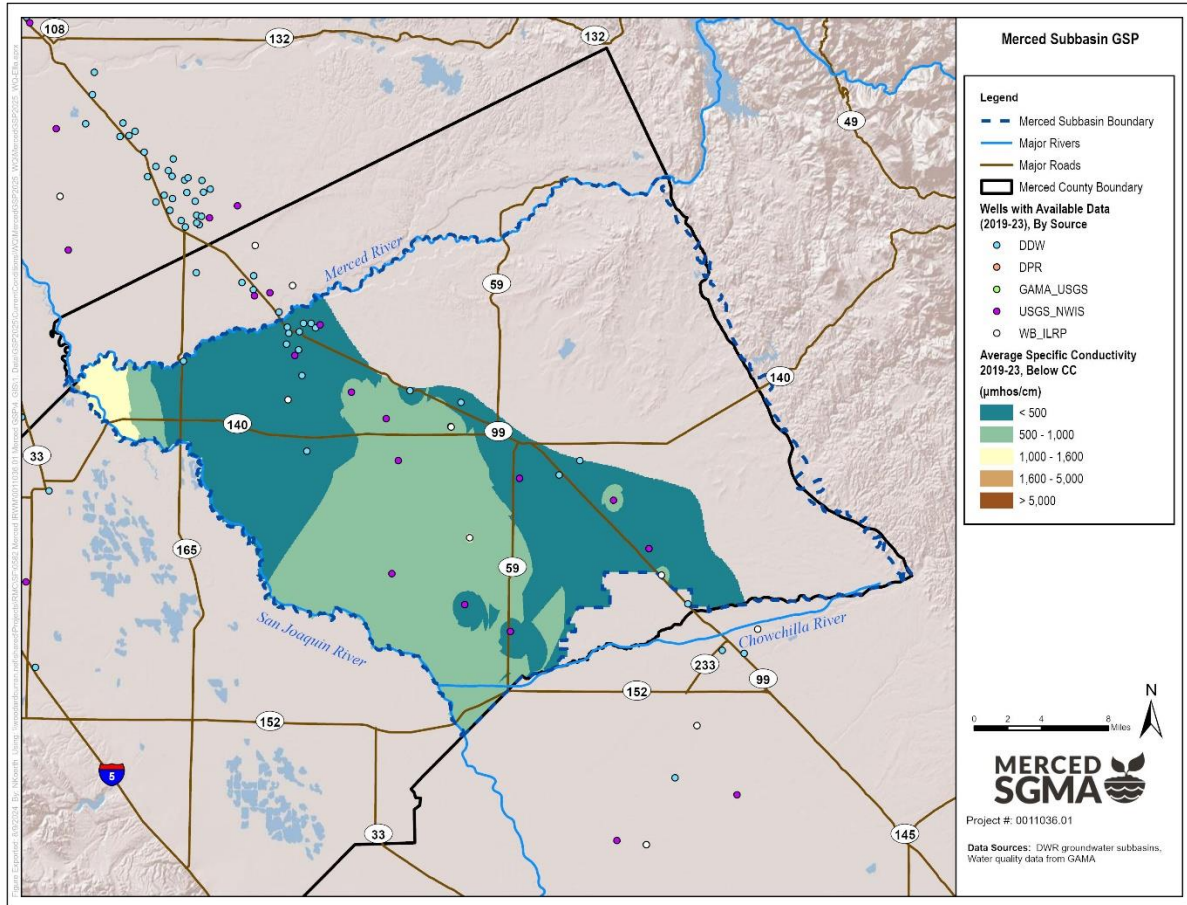 108
132
132
49
Merced River
59
140
140
99
33
165
59
San Joaquin River
Chowchilla River
233
99
152
152
5
33
145
Merced Subbasin GSP
Legend
Merced Subbasin Boundary
Major Rivers
Major Roads
Merced County Boundary
Wells with Available Data
(2019-23), By Source
DDW
DPR
GAMA_USGS
USGS_NWIS
WB_ILRP
Average Specific Conductivity
2019-23, Below CC
(µmhos/cm)
< 500
500 - 1,000
1,000 - 1,600
1,600 - 5,000
> 5,000
N
0 2 4 8
Miles
MERCED
SGMA
Project #: 0011036.01
Data Sources: DWR groundwater subbasins,
Water quality data from GAMA